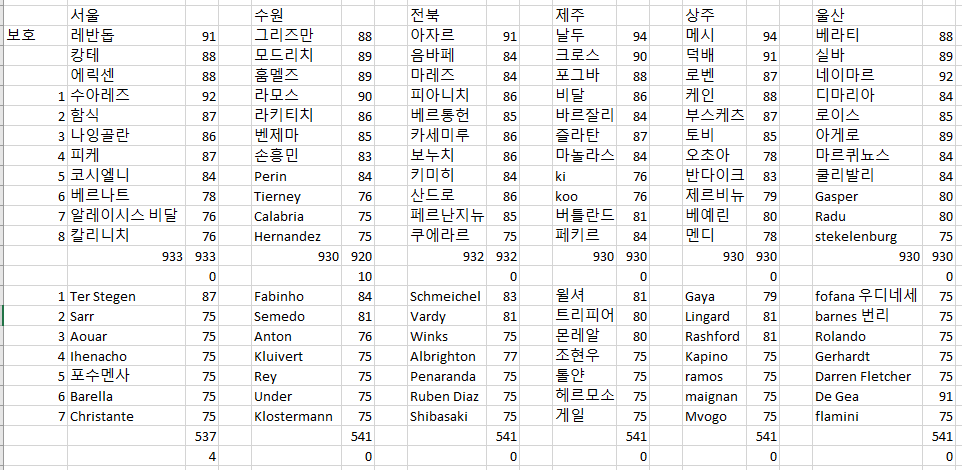 서울 수원 전북 제주 상주 울산
보호 레반돕 91 그리즈만 88 아자르 91 날두 94 메시 94 베라티 88
캉테 88 모드리치 89 음바페 84 크로스 90 덕배 91 실바 89
에릭센 88 훔멜즈 89 마레즈 84 포그바 88 로벤 87 네이마르 92
1 수아레즈 92 라모스 90 피아니치 86 비달 86 케인 88 디마리아 84
2 함식 87 라키티치 86 베르통헌 85 바르잘리 84 부스케츠 87 로이스 85
3 나잉골란 86 벤제마 85 카세미루 86 즐라탄 87 토비 85 아게로 89
4 피케 87 손흥민 83 보누치 86 마놀라스 84 오조아 78 마르퀴뇨스 84
5 코시엘니 84 Perin 84 키미히 84 ki 76 반다이크 83 쿨리발리 84
6 베르나트 78 Tierney 76 산드로 86 koo 76 제르비뉴 79 Gasper 80
7 알레이시스 비달 76 Calabria 75 페르난지뉴 85 버틀란드 81 베예린 80 Radu 80
8 칼리니치 76 Hernandez 75 쿠에라르 75 페키르 84 멘디 78 stekelenburg 75
933 933 930 920 932 932 930 930 930 930 930 930
0 10 0 0 0 0
1 Ter Stegen 87 Fabinho 84 Schmeichel 83 윌셔 81 Gaya 79 fofana 우디네세 75
2 Sarr 75 Semedo 81 Vardy 81 트리피어 80 Lingard 81 barnes 번리 75
3 Aouar 75 Anton 76 Winks 75 몬레알 80 Rashford 81 Rolando 75
4 Ihenacho 75 Kluivert 75 Albrighton 77 조현우 75 Kapino 75 Gerhardt 75
5 포수멘사 75 Rey 75 Penaranda 75 톨얀 75 ramos 75 Darren Fletcher 75
6 Barella 75 Under 75 Ruben Diaz 75 헤르모소 75 maignan 75 De Gea 91
7 Christante 75 Klostermann 75 Shibasaki 75 게일 75 Mvogo 75 flamini 75
537 541 541 541 541 541
4 0 0 0 0 0